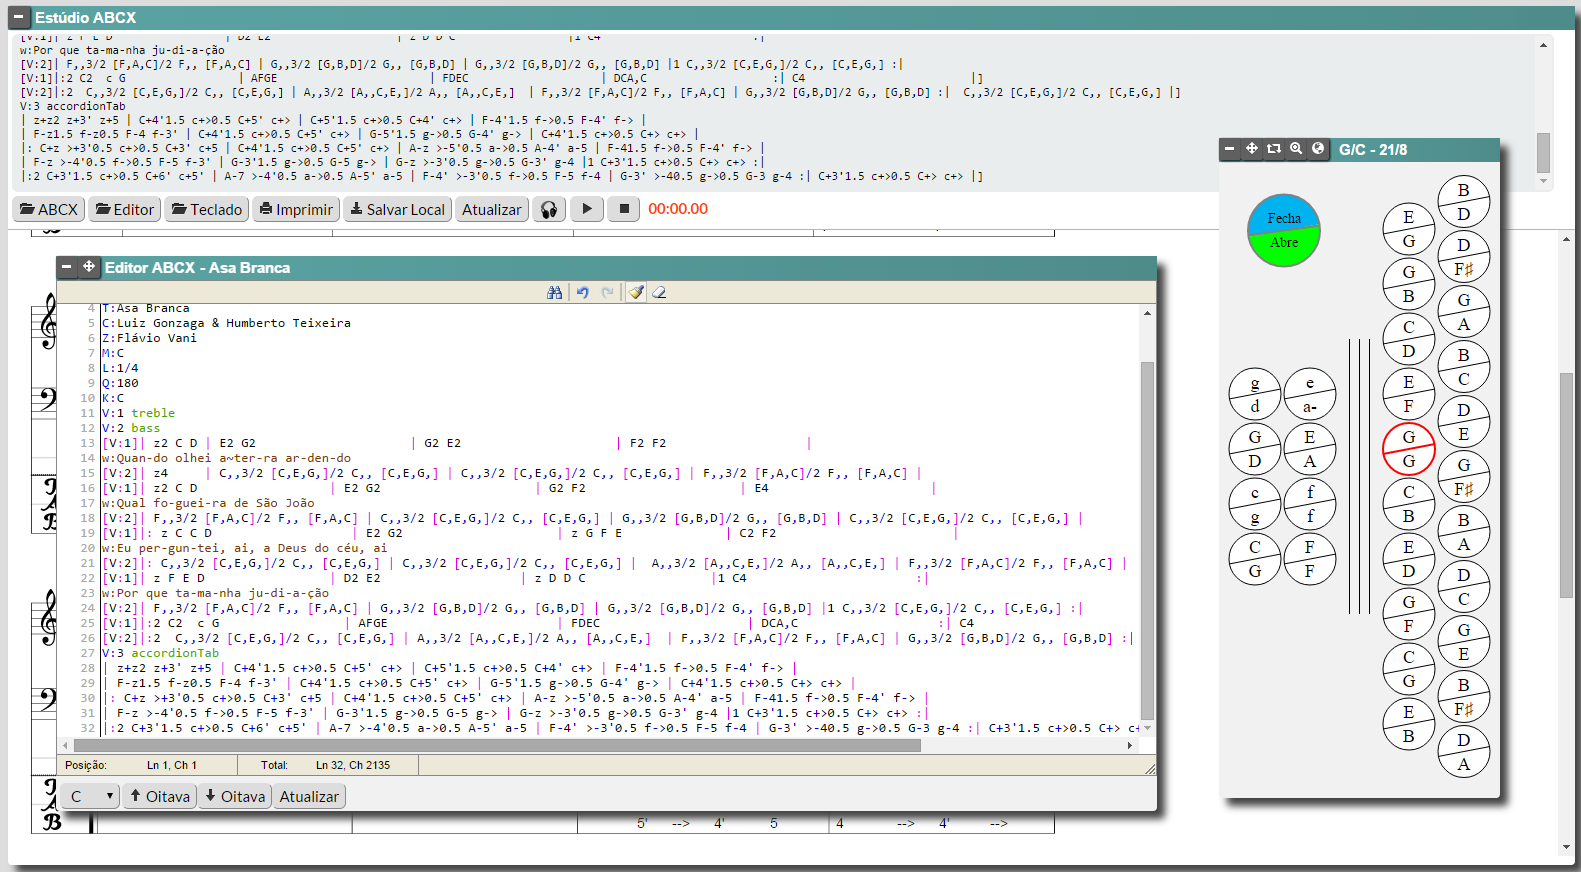 Estúdio ABCX
w:Por que ta-ma-nha ju-di-a-ção
[V:2]| F,,3/2 [F,A,C]/2 F,, [F,A,C] | G,,3/2 [G,B,D]/2 G,, [G,B,D] | G,,3/2 [G,B,D]/2 G,, [G,B,D] |1 C,,3/2 [C,E,G,]/2 C,, [C,E,G,] :|
[V:1]|:2 C2  c G | AFGE | FDEC | DCA,C :| C4 |]
[V:2]|:2  C,,3/2 [C,E,G,]/2 C,, [C,E,G,] | A,,3/2 [A,,C,E,]/2 A,, [A,,C,E,]  | F,,3/2 [F,A,C]/2 F,, [F,A,C] | G,,3/2 [G,B,D]/2 G,, [G,B,D] :|  C,,3/2 [C,E,G,]/2 C,, [C,E,G,] |]
V:3 accordionTab
| z+z2 z+3' z+5 | C+4'1.5 c+>0.5 C+5' c+> | C+5'1.5 c+>0.5 C+4' c+> | F-4'1.5 f->0.5 F-4' f-> |
| F-z1.5 f-z0.5 F-4 f-3' | C+4'1.5 c+>0.5 C+5' c+> | G-5'1.5 g->0.5 G-4' g-> | C+4'1.5 c+>0.5 C+> c+> |
|: C+z >+3'0.5 c+>0.5 C+3' c+5 | C+4'1.5 c+>0.5 C+5' c+> | A-z >-5'0.5 a->0.5 A-4' a-5 | F-41.5 f->0.5 F-4' f-> |
| F-z >-4'0.5 f->0.5 F-5 f-3' | G-3'1.5 g->0.5 G-5 g-> | G-z >-3'0.5 g->0.5 G-3' g-4 |1 C+3'1.5 c+>0.5 C+> c+> :|
|:2 C+3'1.5 c+>0.5 C+6' c+5' | A-7 >-4'0.5 a->0.5 A-5' a-5 | F-4' >-3'0.5 f->0.5 F-5 f-4 | G-3' >-40.5 g->0.5 G-3 g-4 :| C+3'1.5 c+>0.5 C+> c+> |]
ABCX Editor Teclado Imprimir Salvar Local Atualizar 00:00.00
Editor ABCX - Asa Branca
4 T:Asa Branca
5 C:Luiz Gonzaga & Humberto Teixeira
6 Z:Flávio Vani
7 M:C
8 L:1/4
9 Q:180
10 K:C
11 V:1 treble
12 V:2 bass
13 [V:1]| z2 C D | E2 G2 | G2 E2 | F2 F2 |
14 w:Quan-do olhei a~ter-ra ar-den-do
15 [V:2]| z4 | C,,3/2 [C,E,G,]/2 C,, [C,E,G,] | C,,3/2 [C,E,G,]/2 C,, [C,E,G,] | F,,3/2 [F,A,C]/2 F,, [F,A,C] |
16 [V:1]| z2 C D | E2 G2 | G2 F2 | E4 |
17 w:Qual fo-guei-ra de São João
18 [V:2]| F,,3/2 [F,A,C]/2 F,, [F,A,C] | C,,3/2 [C,E,G,]/2 C,, [C,E,G,] | G,,3/2 [G,B,D]/2 G,, [G,B,D] | C,,3/2 [C,E,G,]/2 C,, [C,E,G,] |
19 [V:1]|: z C C D | E2 G2 | z G F E | C2 F2 |
20 w:Eu per-gun-tei, ai, a Deus do céu, ai
21 [V:2]|: C,,3/2 [C,E,G,]/2 C,, [C,E,G,] | C,,3/2 [C,E,G,]/2 C,, [C,E,G,] |  A,,3/2 [A,,C,E,]/2 A,, [A,,C,E,] | F,,3/2 [F,A,C]/2 F,, [F,A,C] |
22 [V:1]| z F E D | D2 E2 | z D D C |1 C4 :|
23 w:Por que ta-ma-nha ju-di-a-ção
24 [V:2]| F,,3/2 [F,A,C]/2 F,, [F,A,C] | G,,3/2 [G,B,D]/2 G,, [G,B,D] | G,,3/2 [G,B,D]/2 G,, [G,B,D] |1 C,,3/2 [C,E,G,]/2 C,, [C,E,G,] :|
25 [V:1]|:2 C2  c G | AFGE | FDEC | DCA,C :| C4
26 [V:2]|:2  C,,3/2 [C,E,G,]/2 C,, [C,E,G,] | A,,3/2 [A,,C,E,]/2 A,, [A,,C,E,]  | F,,3/2 [F,A,C]/2 F,, [F,A,C] | G,,3/2 [G,B,D]/2 G,, [G,B,D] :|
27 V:3 accordionTab
28 | z+z2 z+3' z+5 | C+4'1.5 c+>0.5 C+5' c+> | C+5'1.5 c+>0.5 C+4' c+> | F-4'1.5 f->0.5 F-4' f-> |
29 | F-z1.5 f-z0.5 F-4 f-3' | C+4'1.5 c+>0.5 C+5' c+> | G-5'1.5 g->0.5 G-4' g-> | C+4'1.5 c+>0.5 C+> c+> |
30 |: C+z >+3'0.5 c+>0.5 C+3' c+5 | C+4'1.5 c+>0.5 C+5' c+> | A-z >-5'0.5 a->0.5 A-4' a-5 | F-41.5 f->0.5 F-4' f-> |
31 | F-z >-4'0.5 f->0.5 F-5 f-3' | G-3'1.5 g->0.5 G-5 g-> | G-z >-3'0.5 g->0.5 G-3' g-4 |1 C+3'1.5 c+>0.5 C+> c+> :|
32 |:2 C+3'1.5 c+>0.5 C+6' c+5' | A-7 >-4'0.5 a->0.5 A-5' a-5 | F-4' >-3'0.5 f->0.5 F-5 f-4 | G-3' >-40.5 g->0.5 G-3 g-4 :| C+3'1.5 c+>0.5 C+> c+
Posição: Ln 1, Ch 1 Total: Ln 32, Ch 2135
C Oitava Oitava Atualizar
5' --> 4' 5 4 --> 4' -->
G/C - 21/8
Fecha
Abre
g
d
e
a-
G
D
E
A
c
g
f
f
C
G
F
F
E
G
G
B
C
D
E
F
G
G
C
B
E
D
G
F
C
G
E
B
B
D
D
F♯
G
A
B
C
D
E
G
F♯
B
A
D
C
G
E
B
F♯
D
A